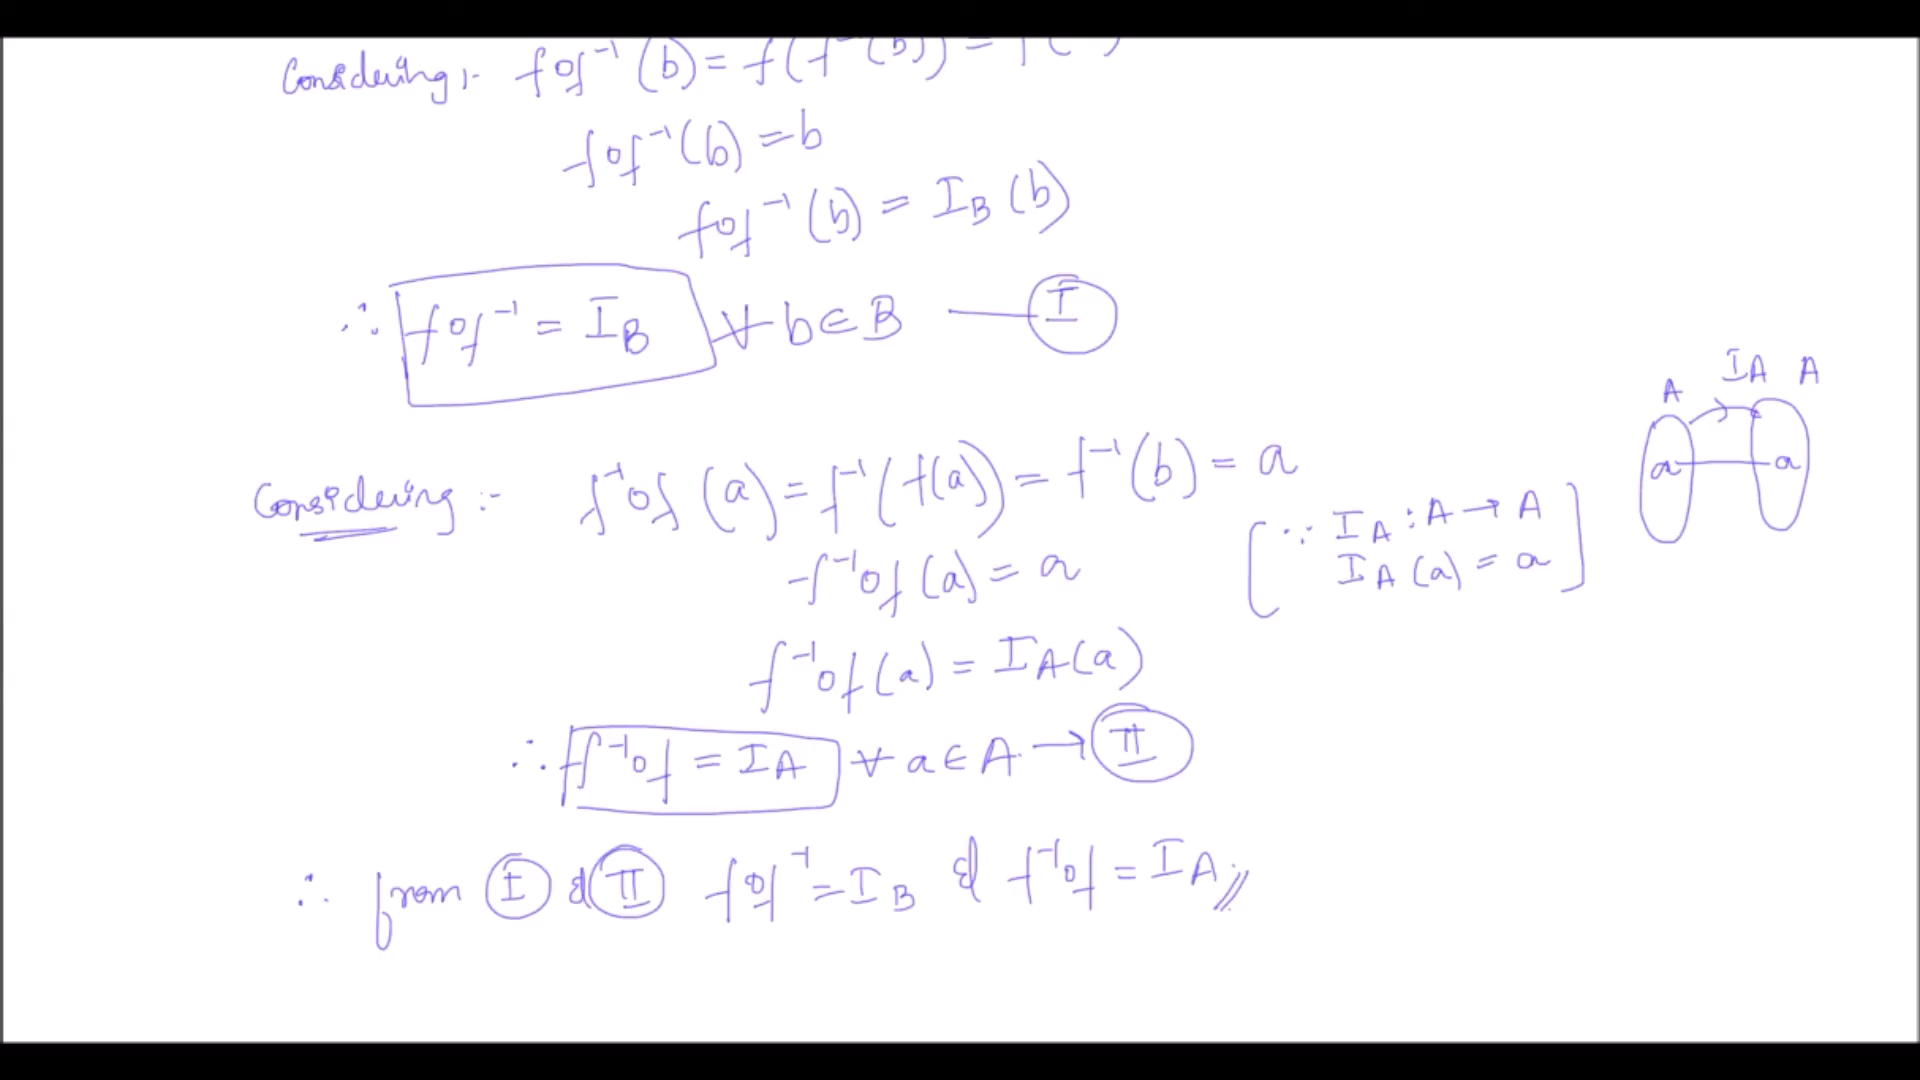 Considering:- fof⁻¹(b) = f(f⁻¹(b)) =
fof⁻¹(b) = b
fof⁻¹(b) = I_B(b)
∴ fof⁻¹ = I_B ∀ b ∈ B — I
A I_A A
a a
Considering :- f⁻¹of(a) = f⁻¹(f(a)) = f⁻¹(b) = a
[∵ I_A : A → A
I_A(a) = a]
f⁻¹of(a) = a
f⁻¹of(a) = I_A(a)
∴ f⁻¹of = I_A ∀ a ∈ A → II
∴ from I & II fof⁻¹ = I_B & f⁻¹of = I_A //